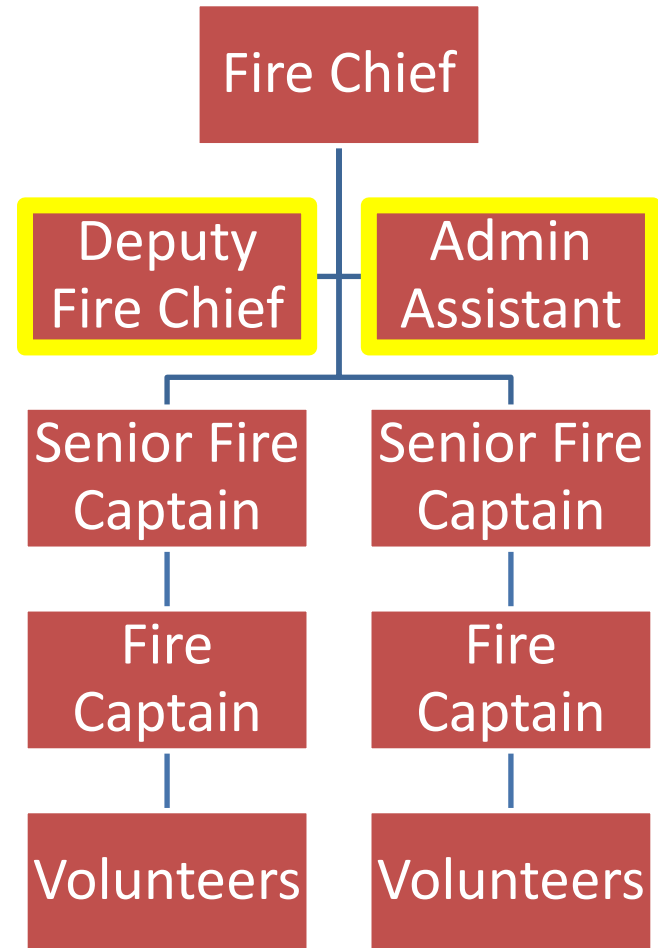 Fire Chief
Deputy
Fire Chief
Admin
Assistant
Senior Fire
Captain
Senior Fire
Captain
Fire
Captain
Fire
Captain
Volunteers
Volunteers